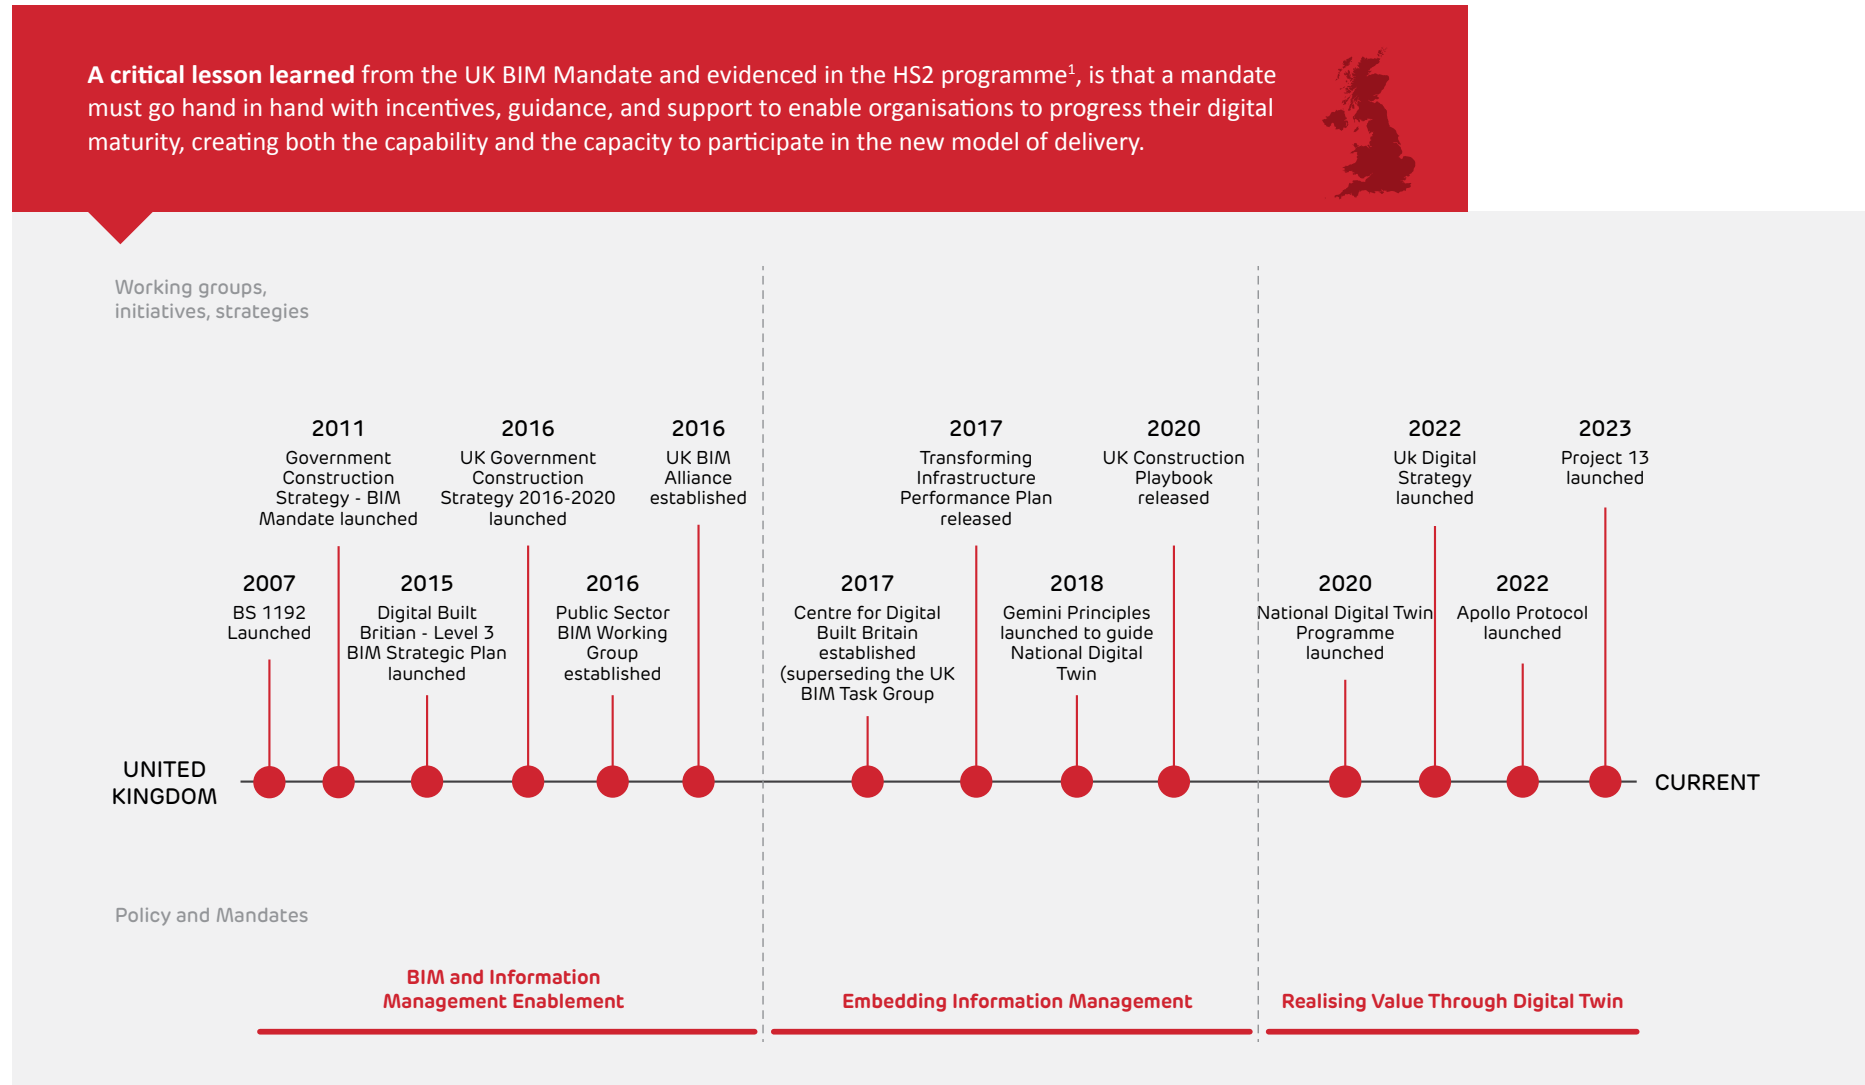 A critical lesson learned from the UK BIM Mandate and evidenced in the HS2 programme1, is that a mandate
must go hand in hand with incentives, guidance, and support to enable organisations to progress their digital
maturity, creating both the capability and the capacity to participate in the new model of delivery.
Working groups,
initiatives, strategies
2011
Government
Construction
Strategy - BIM
Mandate launched
2016
UK Government
Construction
Strategy 2016-2020
launched
2016
UK BIM
Alliance
established
2017
Transforming
Infrastructure
Performance Plan
released
2020
UK Construction
Playbook
released
2022
Uk Digital
Strategy
launched
2023
Project 13
launched
2007
BS 1192
Launched
2015
Digital Built
Britian - Level 3
BIM Strategic Plan
launched
2016
Public Sector
BIM Working
Group
established
2017
Centre for Digital
Built Britain
established
(superseding the UK
BIM Task Group
2018
Gemini Principles
launched to guide
National Digital
Twin
2020
National Digital Twin
Programme
launched
2022
Apollo Protocol
launched
UNITED
KINGDOM
CURRENT
Policy and Mandates
BIM and Information
Management Enablement
Embedding Information Management
Realising Value Through Digital Twin